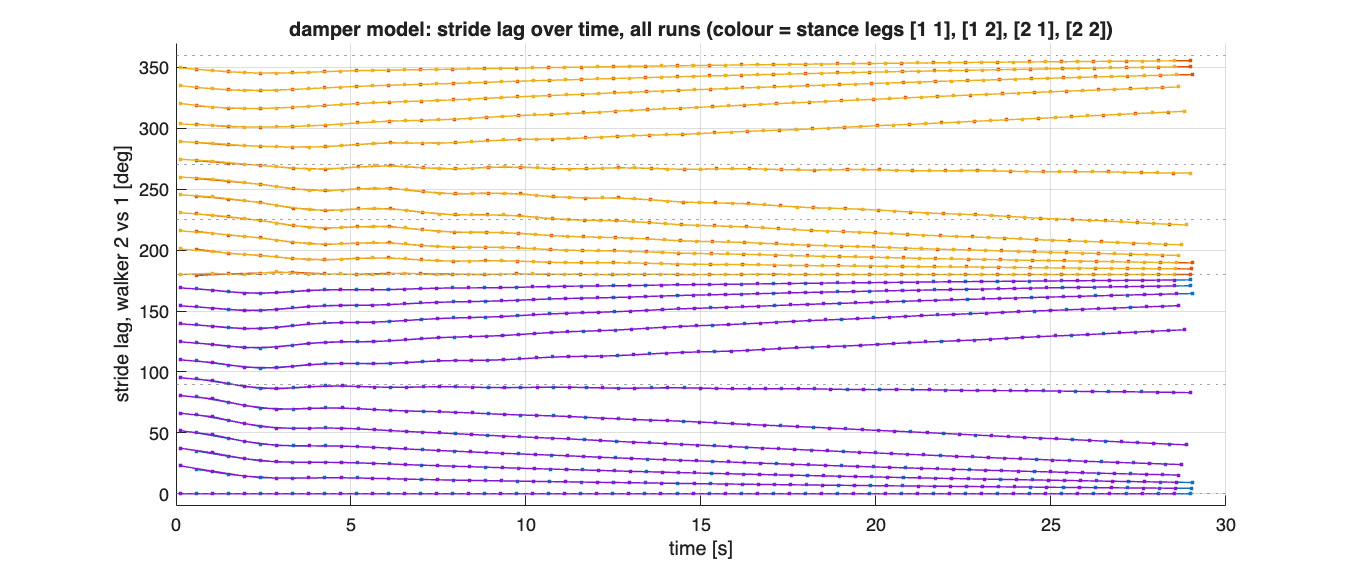 damper model: stride lag over time, all runs (colour = stance legs [1 1], [1 2], [2 1], [2 2])
stride lag, walker 2 vs 1 [deg]
350
300
250
200
150
100
50
0
0 5 10 15 20 25 30
time [s]